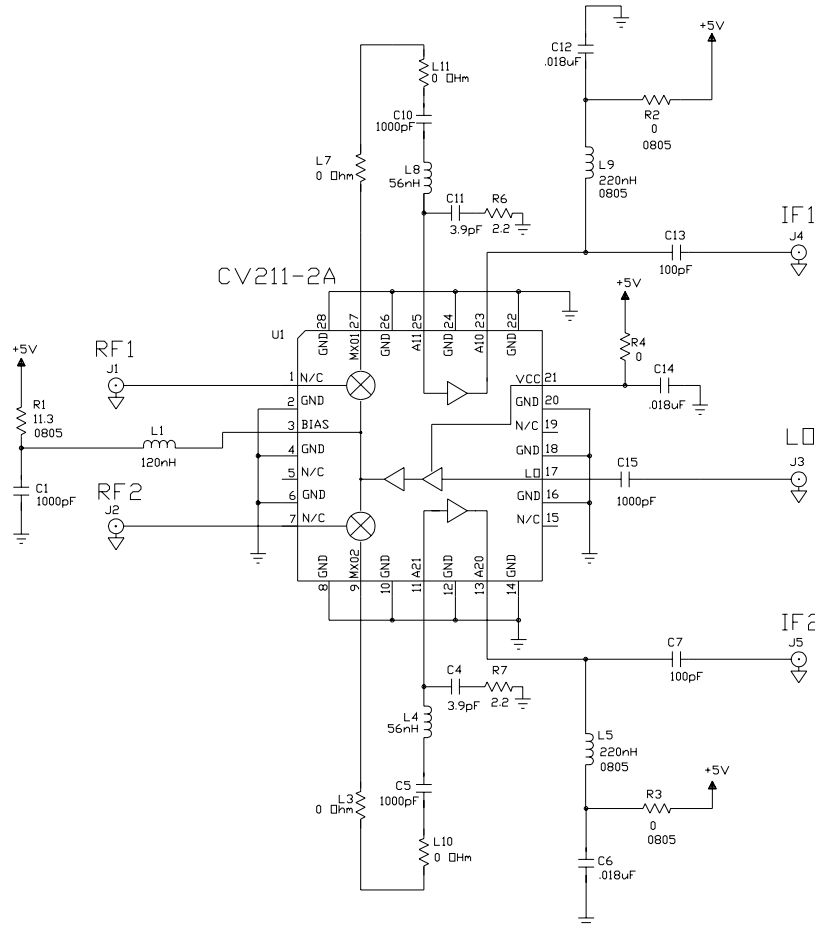 +5V
C12
.018uF
L11
0 OHm
C10
1000pF
R2
0
0805
L7
0 Ohm
L8
56nH
L9
220nH
0805
C11
3.9pF
R6
2.2
IF1
J4
C13
100pF
CV211-2A
+5V
U1
GND 28
MXO1 27
GND 26
A11 25
GND 24
A10 23
GND 22
R4
0
+5V
RF1
J1
1 N/C
2 GND
3 BIAS
4 GND
5 N/C
6 GND
7 N/C
VCC 21
GND 20
N/C 19
GND 18
LO 17
GND 16
N/C 15
C14
.018uF
R1
11.3
0805
L1
120nH
LO
J3
C15
1000pF
C1
1000pF
RF2
J2
8 GND
9 MXO2
10 GND
11 A21
12 GND
13 A20
14 GND
IF2
J5
C7
100pF
C4
3.9pF
R7
2.2
L4
56nH
L5
220nH
0805
+5V
C5
1000pF
L3
0 Ohm
R3
0
0805
L10
0 OHm
C6
.018uF